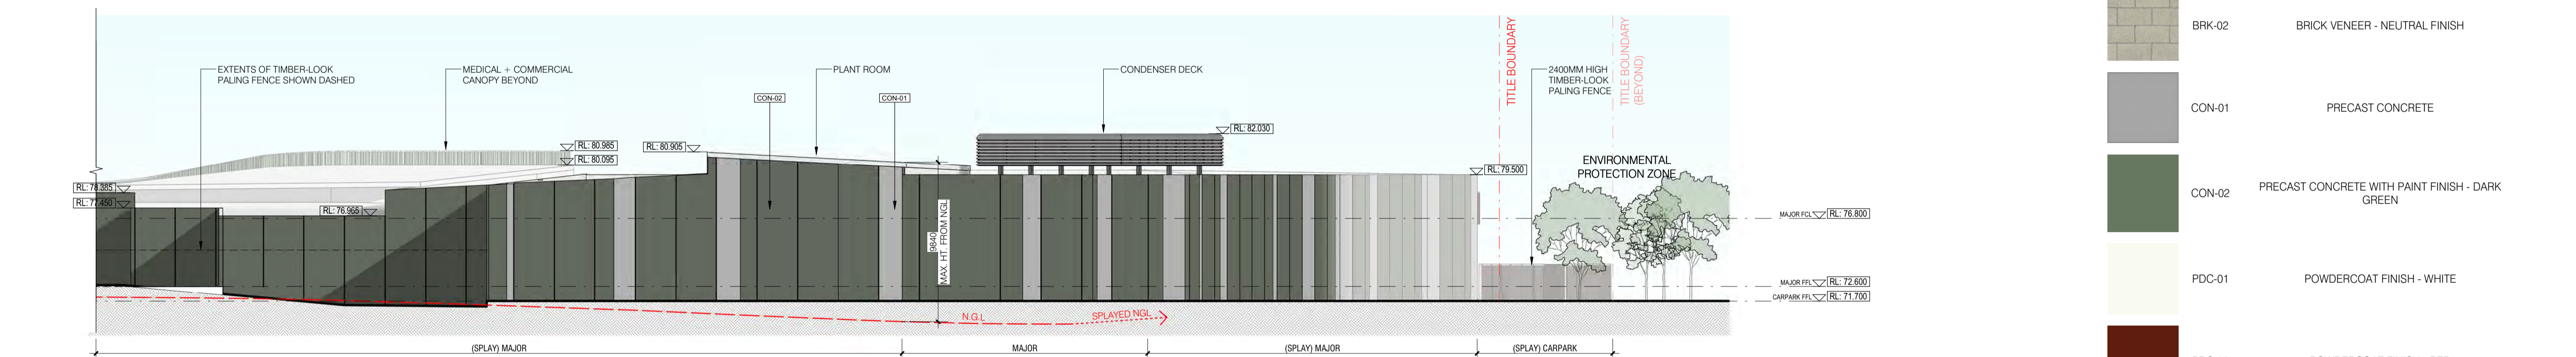 EXTENTS OF TIMBER-LOOK
PALING FENCE SHOWN DASHED
MEDICAL + COMMERCIAL
CANOPY BEYOND
PLANT ROOM
CONDENSER DECK
TITLE BOUNDARY
2400MM HIGH
TIMBER-LOOK
PALING FENCE
TITLE BOUNDARY
(BEYOND)
CON-02
CON-01
RL: 82.030
RL: 80.985
RL: 80.095
RL: 80.905
RL: 79.500
ENVIRONMENTAL
PROTECTION ZONE
RL: 78.385
RL: 77.450
RL: 76.965
9840
MAX. HT. FROM NGL
MAJOR FCL RL: 76.800
MAJOR FFL RL: 72.600
CARPARK FFL RL: 71.700
N.G.L
SPLAYED NGL
(SPLAY) MAJOR
MAJOR
(SPLAY) MAJOR
(SPLAY) CARPARK
BRK-02 BRICK VENEER - NEUTRAL FINISH
CON-01 PRECAST CONCRETE
CON-02 PRECAST CONCRETE WITH PAINT FINISH - DARK
GREEN
PDC-01 POWDERCOAT FINISH - WHITE